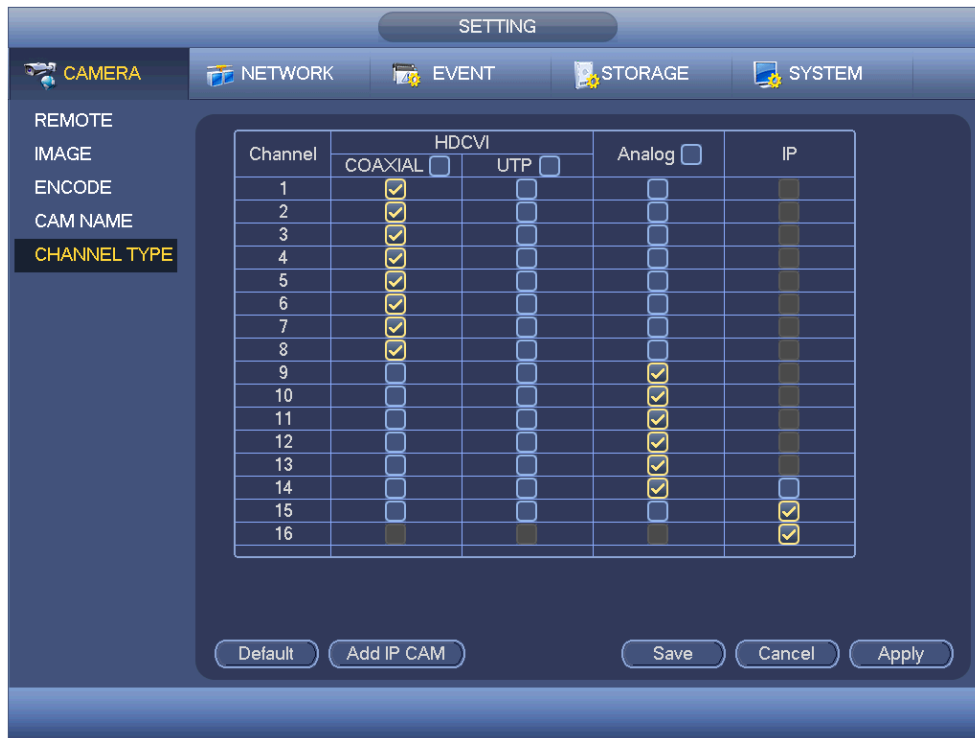 SETTING
CAMERA NETWORK EVENT STORAGE SYSTEM
REMOTE
IMAGE
ENCODE
CAM NAME
CHANNEL TYPE
Channel HDCVI Analog IP
COAXIAL UTP
1
2
3
4
5
6
7
8
9
10
11
12
13
14
15
16
Default Add IP CAM Save Cancel Apply